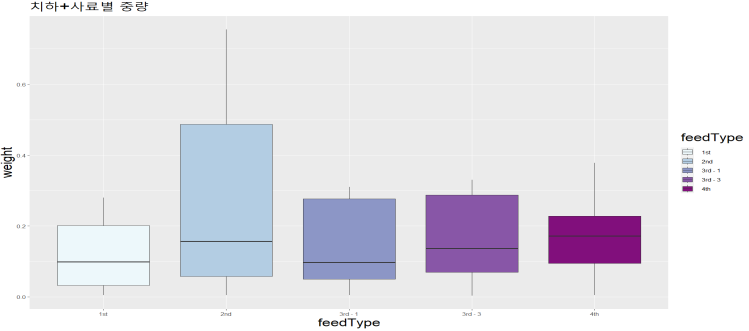 치하+사료별 중량
weight
0.6
0.4
0.2
0.0
1st
2nd
3rd - 1
3rd - 3
4th
feedType
feedType
1st
2nd
3rd - 1
3rd - 3
4th